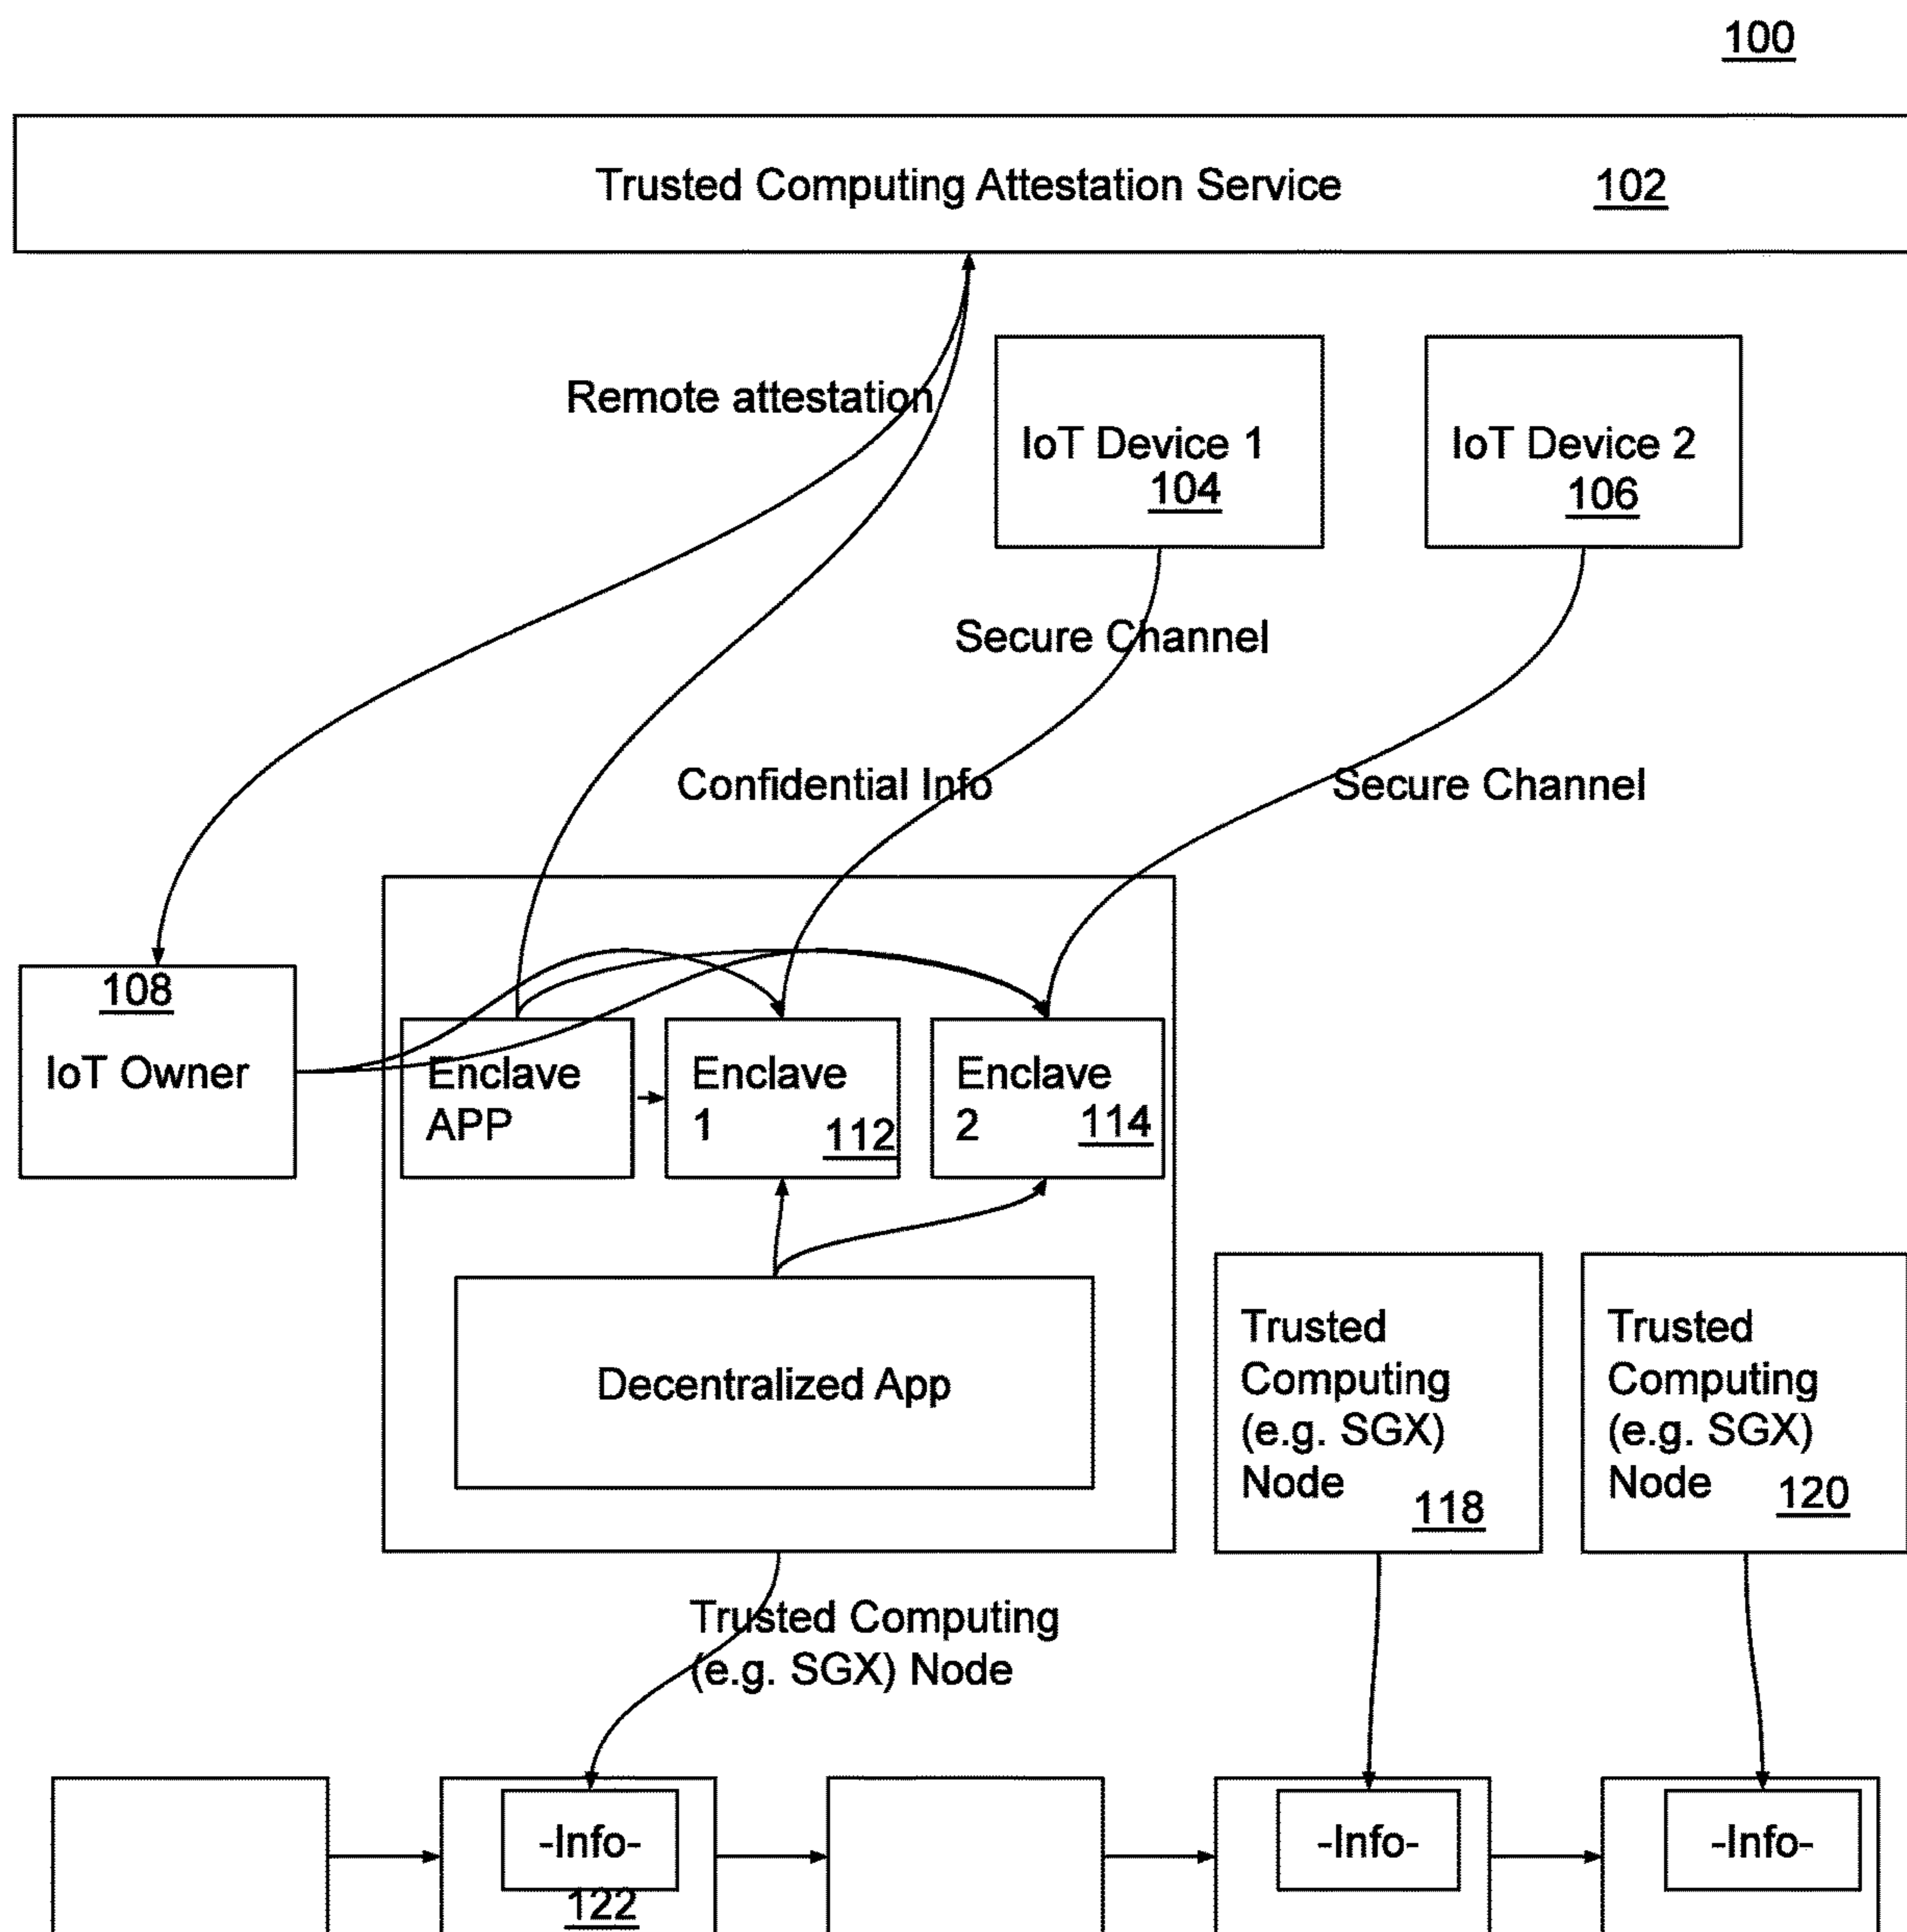 100
Trusted Computing Attestation Service 102
Remote attestation
IoT Device 1
104
IoT Device 2
106
Secure Channel
Confidential Info
Secure Channel
108
IoT Owner
Enclave
APP
Enclave
1
112
Enclave
2
114
Decentralized App
Trusted
Computing
(e.g. SGX)
Node
118
Trusted
Computing
(e.g. SGX)
Node
120
Trusted Computing
(e.g. SGX) Node
-Info-
122
-Info-
-Info-